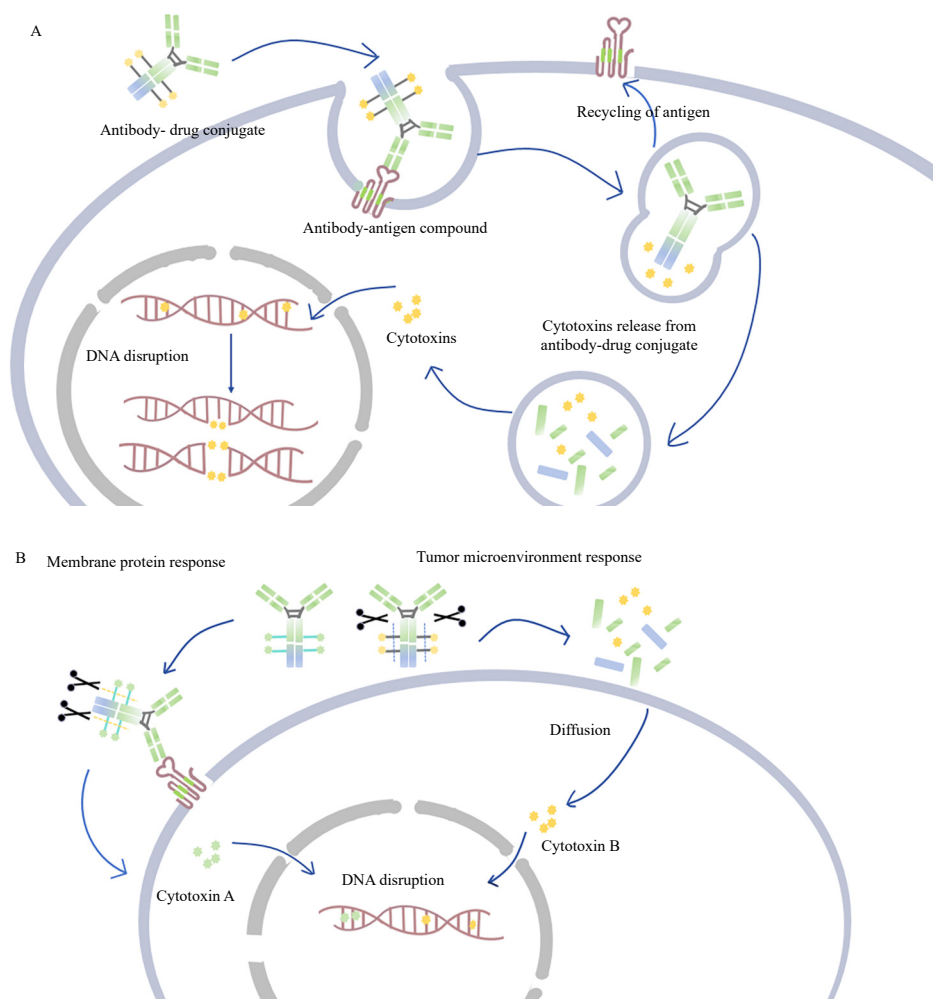 A
Antibody- drug conjugate
Recycling of antigen
Antibody-antigen compound
Cytotoxins release from
antibody-drug conjugate
Cytotoxins
DNA disruption
B
Membrane protein response
Tumor microenvironment response
Diffusion
Cytotoxin B
Cytotoxin A
DNA disruption